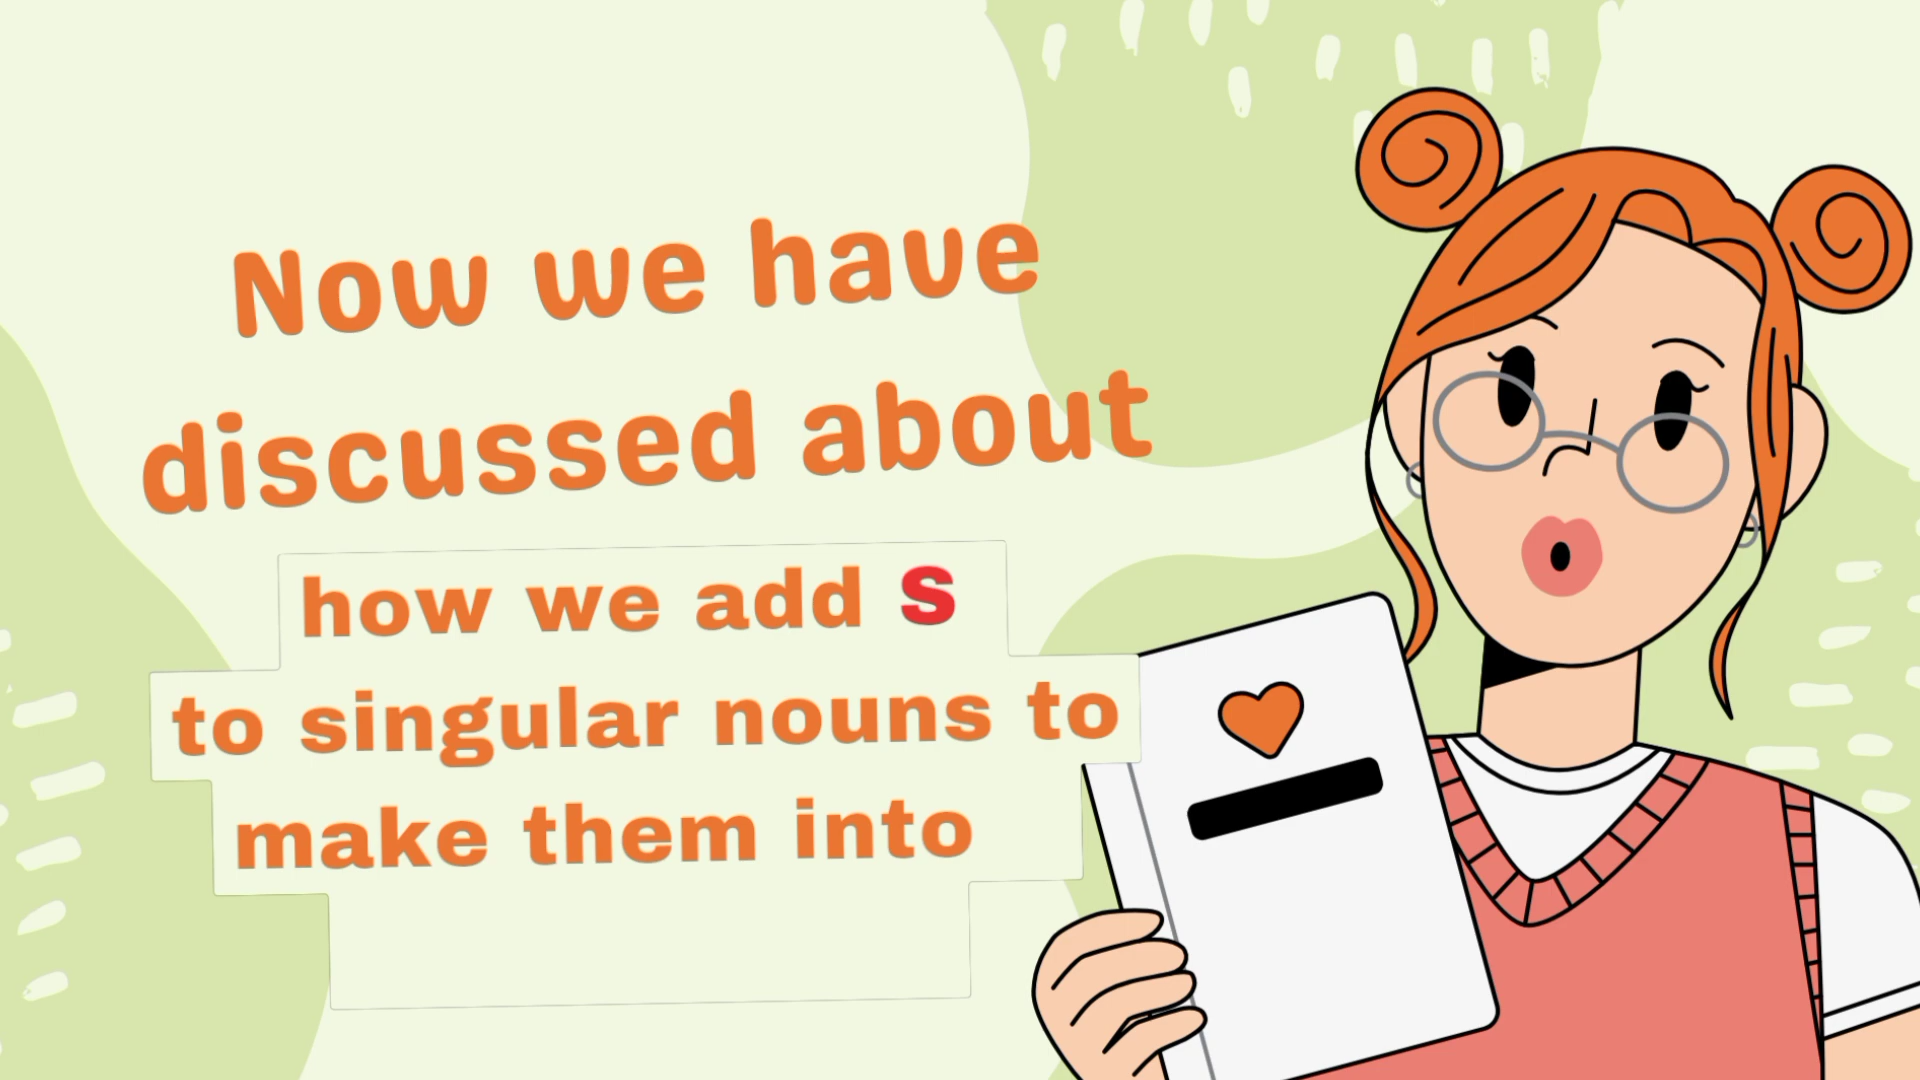 Now we have
discussed about
how we add S
to singular nouns to
make them into